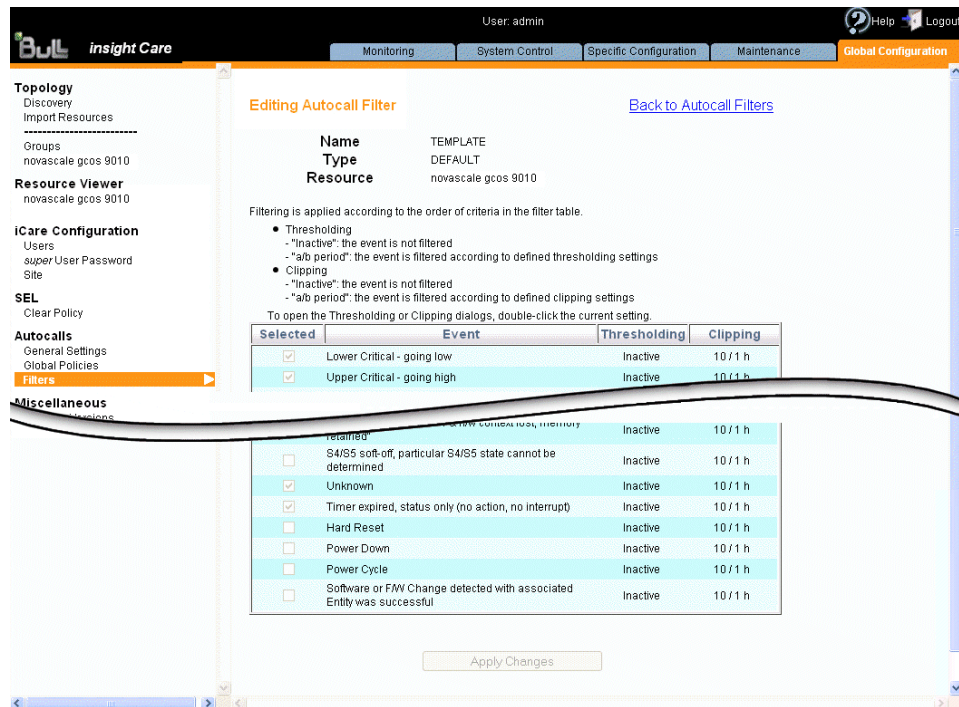 User: admin
Help
Logout
Bull
insight Care
Monitoring
System Control
Specific Configuration
Maintenance
Global Configuration
Topology
Discovery
Import Resources
-------------------------
Groups
novascale gcos 9010
Resource Viewer
novascale gcos 9010
iCare Configuration
Users
super User Password
Site
SEL
Clear Policy
Autocalls
General Settings
Global Policies
Filters
Miscellaneous
Editing Autocall Filter
Back to Autocall Filters
Name TEMPLATE
Type DEFAULT
Resource novascale gcos 9010
Filtering is applied according to the order of criteria in the filter table.
● Thresholding
- "Inactive": the event is not filtered
- "a/b period": the event is filtered according to defined thresholding settings
● Clipping
- "Inactive": the event is not filtered
- "a/b period": the event is filtered according to defined clipping settings
To open the Thresholding or Clipping dialogs, double-click the current setting.
Selected Event Thresholding Clipping
Lower Critical - going low Inactive 10 / 1 h
Upper Critical - going high Inactive 10 / 1 h
context lost, memory
retained" Inactive 10 / 1 h
S4/S5 soft-off, particular S4/S5 state cannot be
determined Inactive 10 / 1 h
Unknown Inactive 10 / 1 h
Timer expired, status only (no action, no interrupt) Inactive 10 / 1 h
Hard Reset Inactive 10 / 1 h
Power Down Inactive 10 / 1 h
Power Cycle Inactive 10 / 1 h
Software or F/W Change detected with associated
Entity was successful Inactive 10 / 1 h
Apply Changes